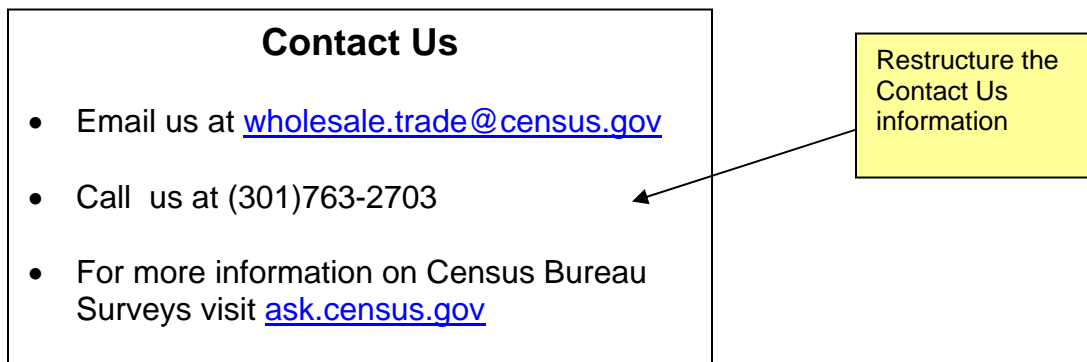 Contact Us
• Email us at wholesale.trade@census.gov
• Call  us at (301)763-2703
• For more information on Census Bureau
Surveys visit ask.census.gov
Restructure the
Contact Us
information